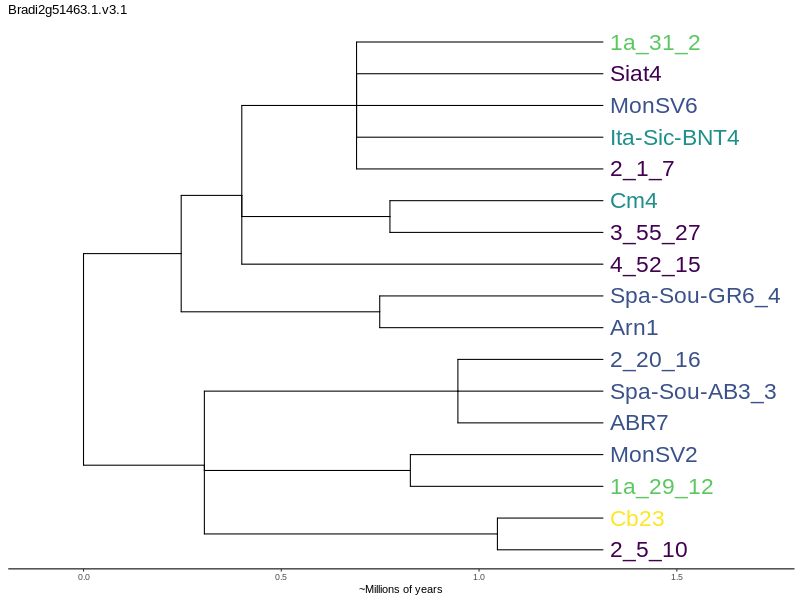 Bradi2g51463.1.v3.1
1a_31_2
Siat4
MonSV6
Ita-Sic-BNT4
2_1_7
Cm4
3_55_27
4_52_15
Spa-Sou-GR6_4
Arn1
2_20_16
Spa-Sou-AB3_3
ABR7
MonSV2
1a_29_12
Cb23
2_5_10
0.0 0.5 1.0 1.5
~Millions of years